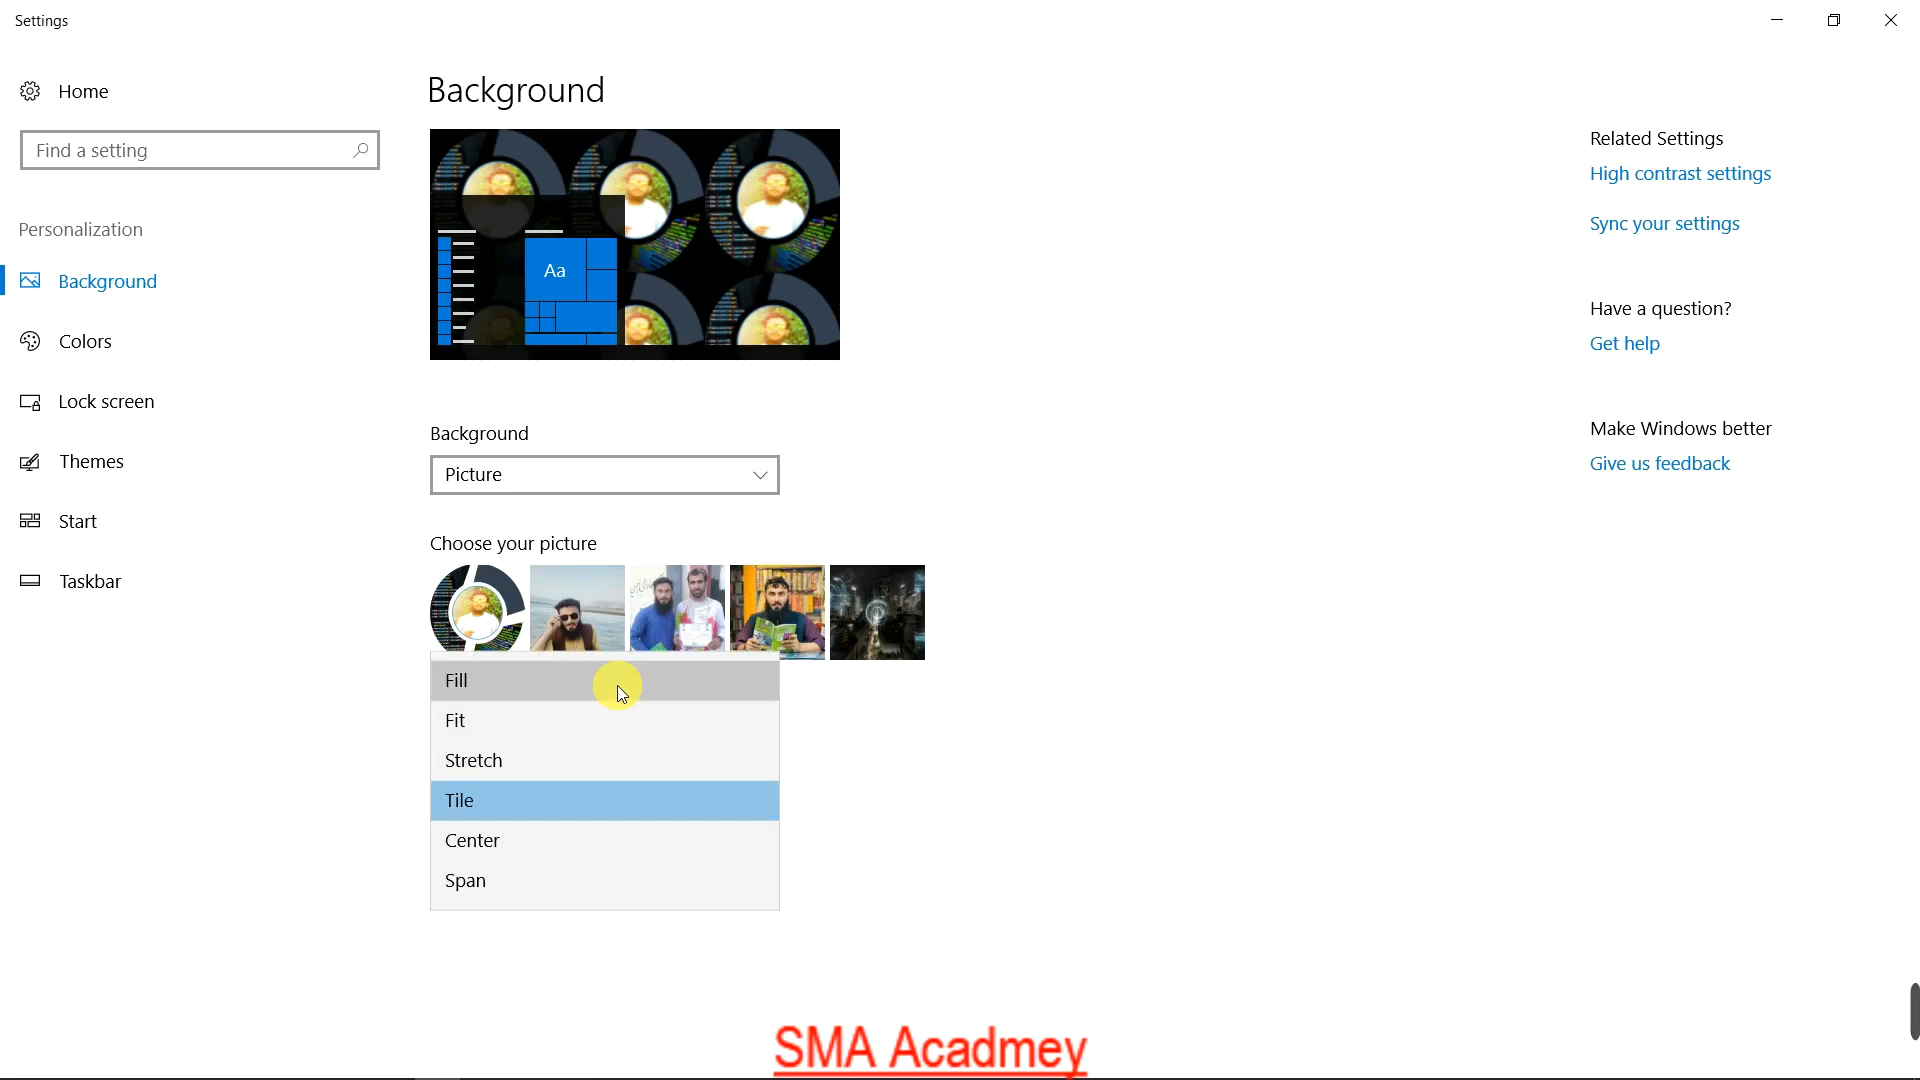 Settings
Home
Find a setting
Personalization
Background
Colors
Lock screen
Themes
Start
Taskbar
Background
Aa
Background
Picture
Choose your picture
Fill
Fit
Stretch
Tile
Center
Span
Related Settings
High contrast settings
Sync your settings
Have a question?
Get help
Make Windows better
Give us feedback
SMA Acadmey